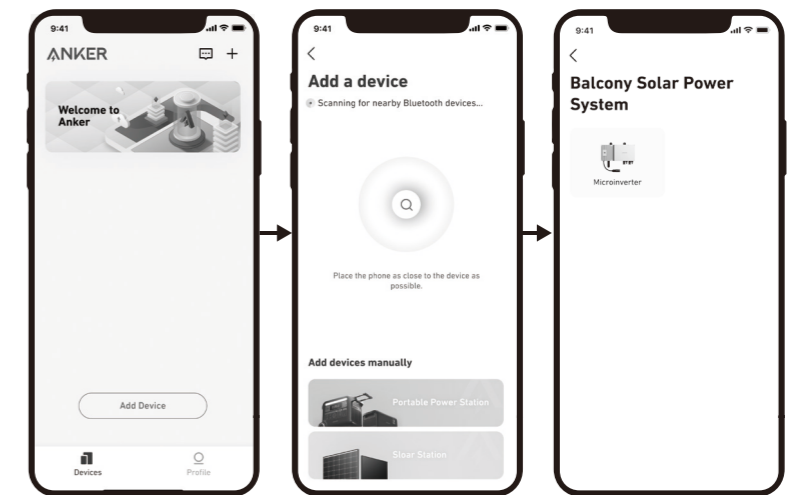 9:41
ANKER
Welcome to
Anker
Add Device
Devices
Profile
9:41
Add a device
Scanning for nearby Bluetooth devices...
Place the phone as close to the device as
possible.
Add devices manually
Portable Power Station
Sloar Station
9:41
Balcony Solar Power
System
Microinverter